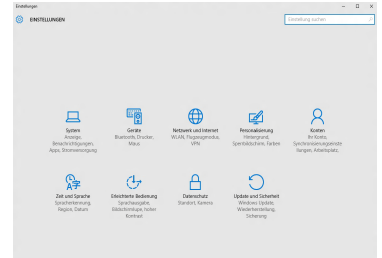 Einstellungen
EINSTELLUNGEN
Einstellung suchen
System
Anzeige,
Benachrichtigungen,
Apps, Stromversorgung
Geräte
Bluetooth, Drucker,
Maus
Netzwerk und Internet
WLAN, Flugzeugmodus,
VPN
Personalisierung
Hintergrund,
Sperrbildschirm, Farben
Konten
Ihr Konto,
Synchronisierungseinste
llungen, Arbeitsplatz,
Zeit und Sprache
Spracherkennung,
Region, Datum
Erleichterte Bedienung
Sprachausgabe,
Bildschirmlupe, hoher
Kontrast
Datenschutz
Standort, Kamera
Update und Sicherheit
Windows Update,
Wiederherstellung,
Sicherung